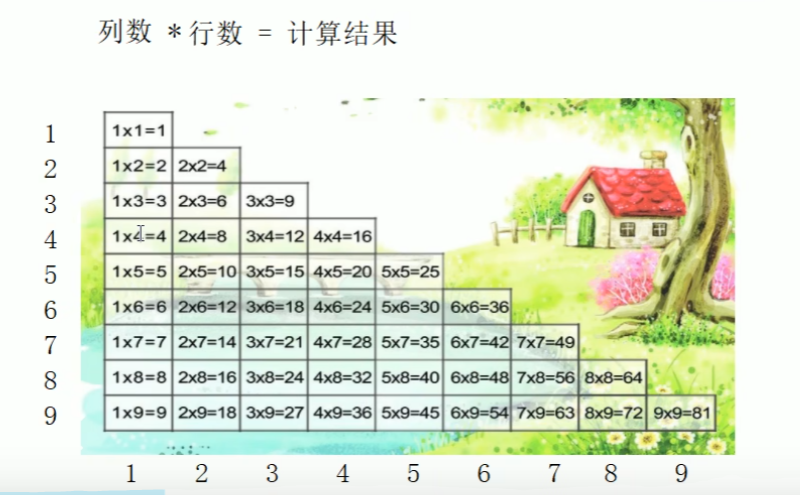 列数 * 行数 = 计算结果
1 1x1=1
2 1x2=2 2x2=4
3 1x3=3 2x3=6 3x3=9
4 1x4=4 2x4=8 3x4=12 4x4=16
5 1x5=5 2x5=10 3x5=15 4x5=20 5x5=25
6 1x6=6 2x6=12 3x6=18 4x6=24 5x6=30 6x6=36
7 1x7=7 2x7=14 3x7=21 4x7=28 5x7=35 6x7=42 7x7=49
8 1x8=8 2x8=16 3x8=24 4x8=32 5x8=40 6x8=48 7x8=56 8x8=64
9 1x9=9 2x9=18 3x9=27 4x9=36 5x9=45 6x9=54 7x9=63 8x9=72 9x9=81
1 2 3 4 5 6 7 8 9